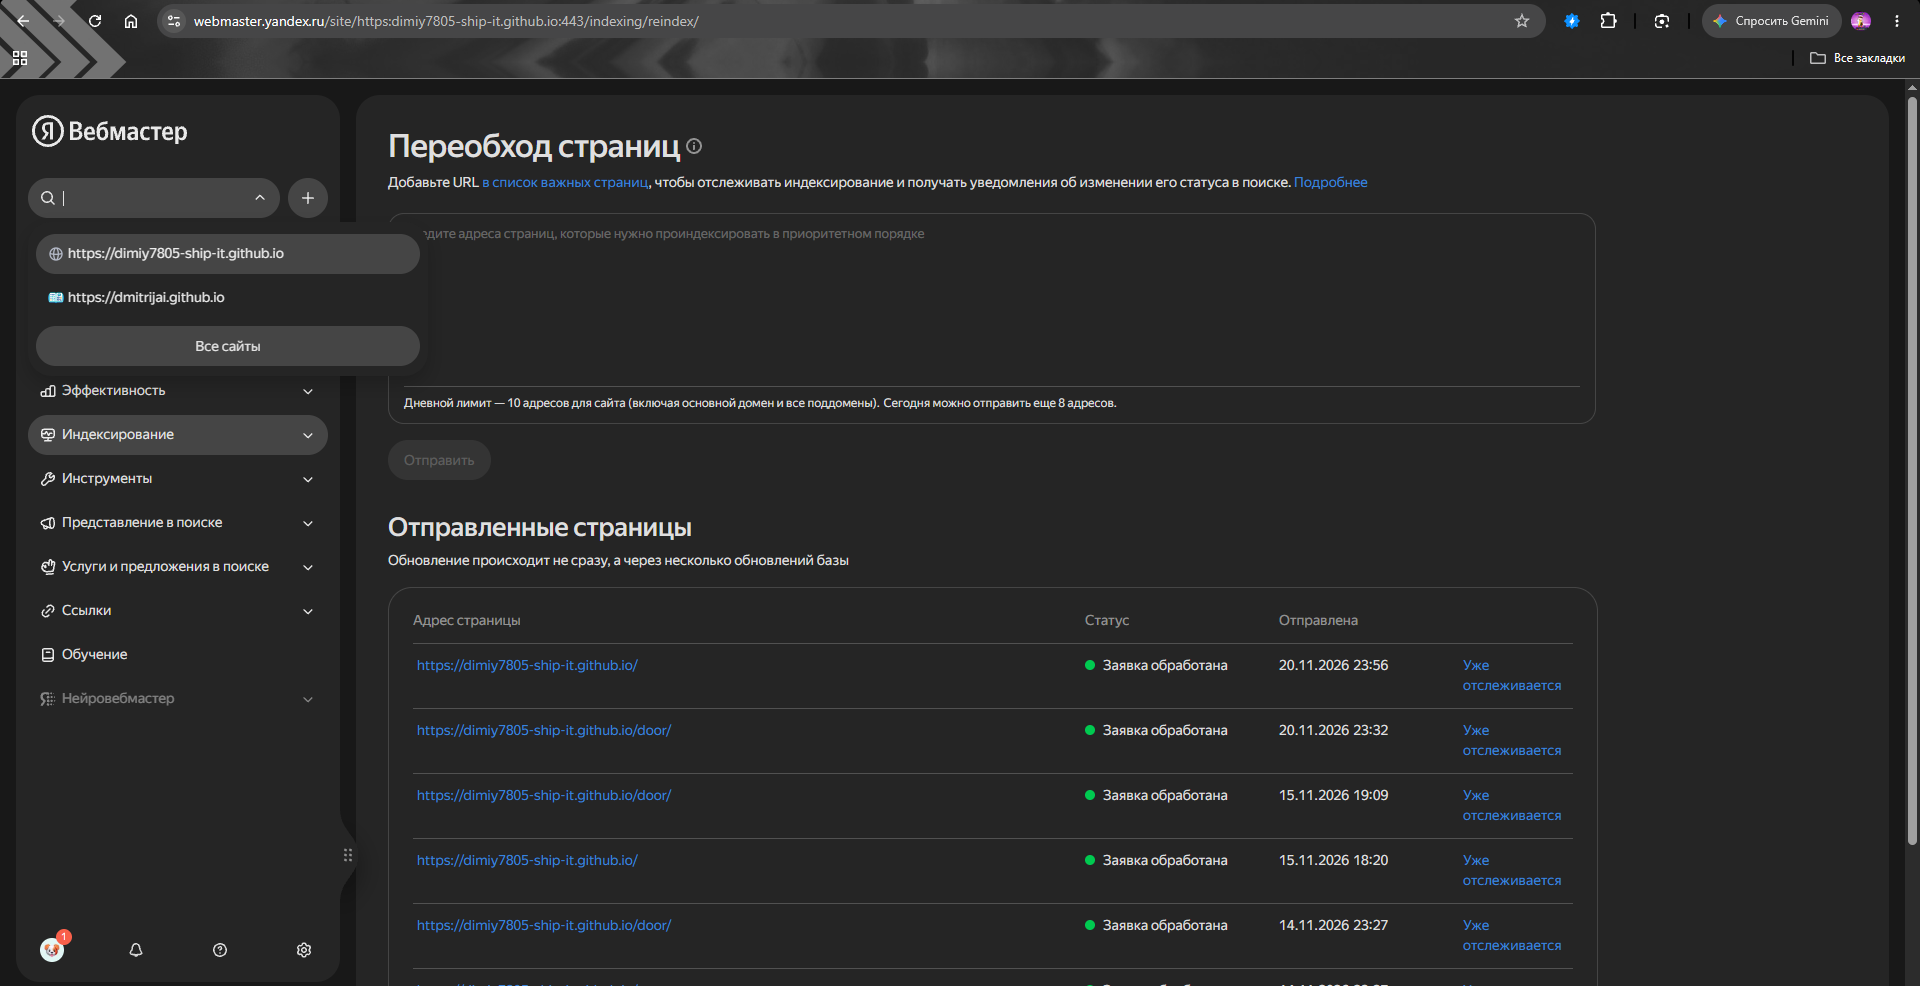 webmaster.yandex.ru/site/https:dimiy7805-ship-it.github.io:443/indexing/reindex/
Спросить Gemini
Все закладки
Вебмастер
Переобход страниц
Добавьте URL в список важных страниц, чтобы отслеживать индексирование и получать уведомления об изменении его статуса в поиске. Подробнее
https://dimiy7805-ship-it.github.io
https://dmitrijai.github.io
Все сайты
дите адреса страниц, которые нужно проиндексировать в приоритетном порядке
Дневной лимит — 10 адресов для сайта (включая основной домен и все поддомены). Сегодня можно отправить еще 8 адресов.
Отправить
Эффективность
Индексирование
Инструменты
Представление в поиске
Услуги и предложения в поиске
Ссылки
Обучение
Нейровебмастер
1
Отправленные страницы
Обновление происходит не сразу, а через несколько обновлений базы
Адрес страницы Статус Отправлена
https://dimiy7805-ship-it.github.io/ Заявка обработана 20.11.2026 23:56 Уже
отслеживается
https://dimiy7805-ship-it.github.io/door/ Заявка обработана 20.11.2026 23:32 Уже
отслеживается
https://dimiy7805-ship-it.github.io/door/ Заявка обработана 15.11.2026 19:09 Уже
отслеживается
https://dimiy7805-ship-it.github.io/ Заявка обработана 15.11.2026 18:20 Уже
отслеживается
https://dimiy7805-ship-it.github.io/door/ Заявка обработана 14.11.2026 23:27 Уже
отслеживается